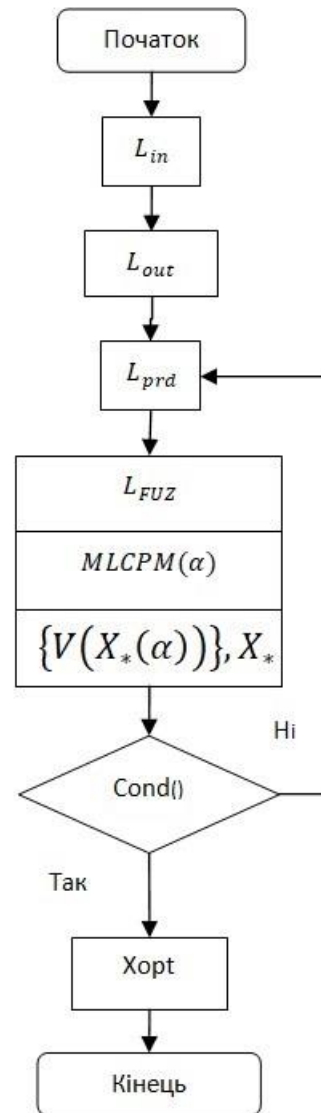 Початок
L_in
L_out
L_prd
L_FUZ
MLCPM(α)
{V(X_*(α))}, X_*
Ні
Cond()
Так
Xopt
Кінець